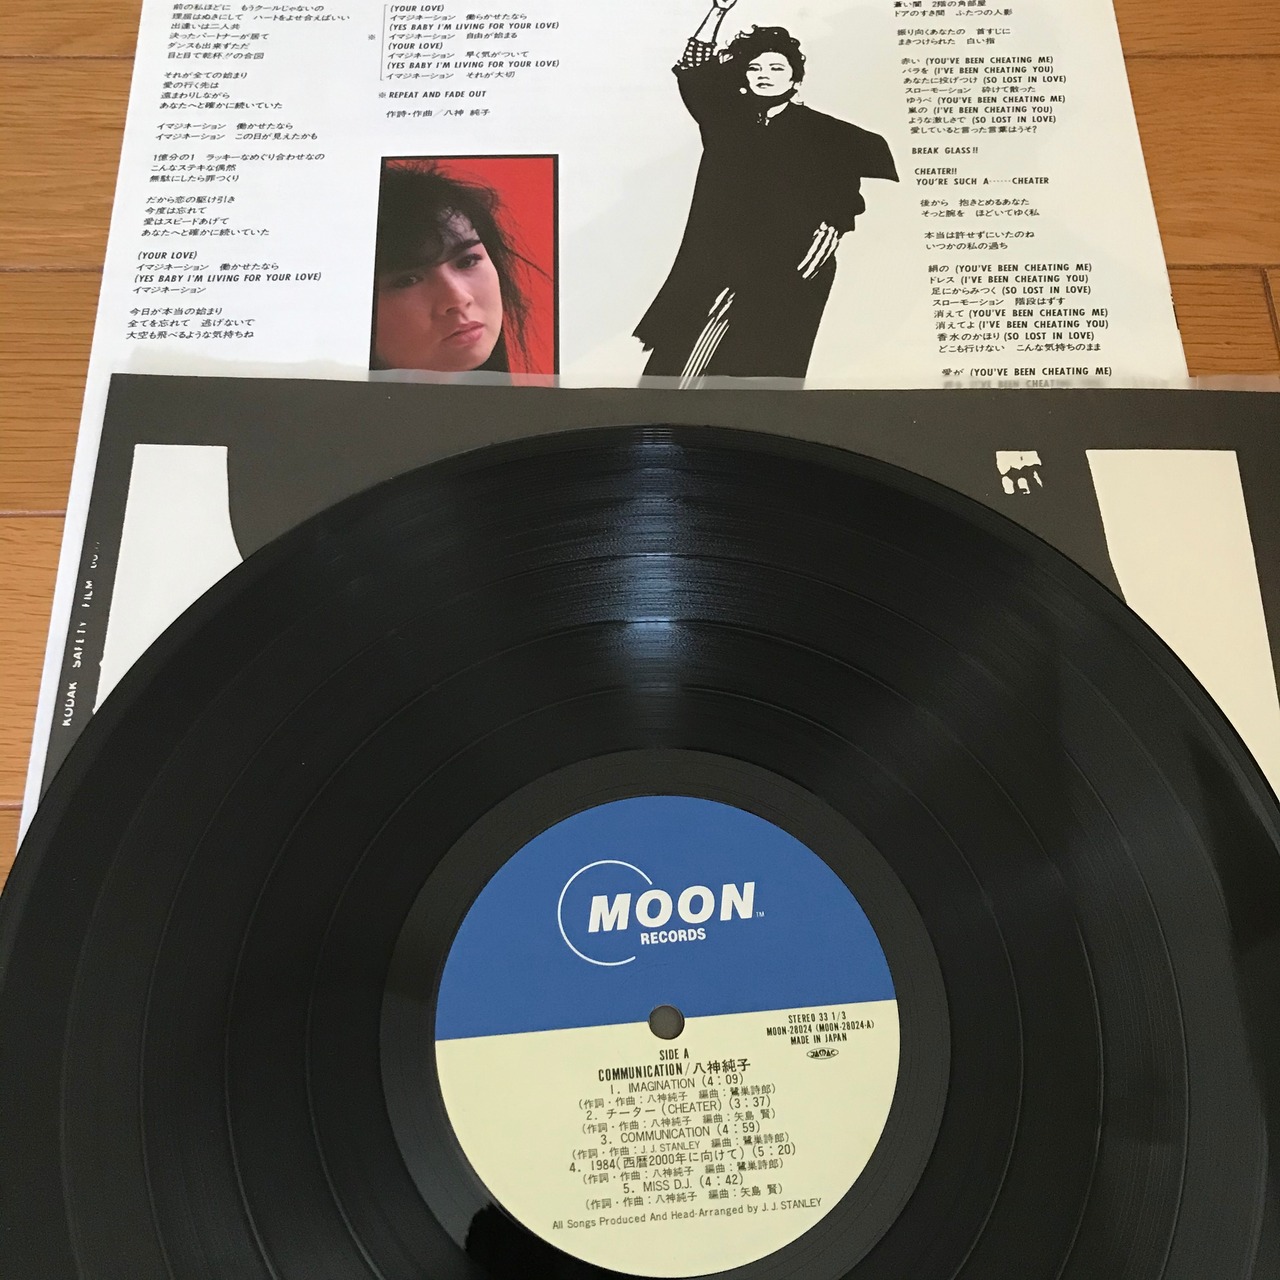 前の私ほどに もうクールじゃないの
理屈はぬきにして ハートをよせ合えばいい
出逢いは二人共
決ったパートナーが居て
ダンスも出来ずただ
目と目で乾杯!!の合図
それが全ての始まり
愛の行く先は
遠まわりしながら
あなたへと確かに続いていた
イマジネーション 働かせたなら
イマジネーション この日が見えたかも
1億分の1 ラッキーなめぐり合わせなの
こんなステキな偶然
無駄にしたら罪つくり
だから恋の駆け引き
今度は忘れて
愛はスピードあげて
あなたへと確かに続いていた
(YOUR LOVE)
イマジネーション 働かせたなら
(YES BABY I'M LIVING FOR YOUR LOVE)
イマジネーション
今日が本当の始まり
全てを忘れて 逃げないで
大空も飛べるような気持ちね
(YOUR LOVE)
イマジネーション 働らかせたなら
(YES BABY I'M LIVING FOR YOUR LOVE)
※ イマジネーション 自由が始まる
(YOUR LOVE)
イマジネーション 早く気がついて
(YES BABY I'M LIVING FOR YOUR LOVE)
イマジネーション それが大切
※ REPEAT AND FADE OUT
作詩・作曲/八神 純子
蒼い闇 2階の角部屋
ドアのすき間 ふたつの人影
振り向くあなたの 首すじに
まきつけられた 白い指
赤い (YOU'VE BEEN CHEATING ME)
バラを (I'VE BEEN CHEATING YOU)
あなたに投げつけ (SO LOST IN LOVE)
スローモーション 砕けて散った
ゆうべ (YOU'VE BEEN CHEATING ME)
嵐の (I'VE BEEN CHEATING YOU)
ような激しさで (SO LOST IN LOVE)
愛していると言った言葉はうそ?
BREAK GLASS!!
CHEATER!!
YOU'RE SUCH A……CHEATER
後から 抱きとめるあなた
そっと腕を ほどいてゆく私
本当は許せずにいたのね
いつかの私の過ち
絹の (YOU'VE BEEN CHEATING ME)
ドレス (I'VE BEEN CHEATING YOU)
足にからみつく (SO LOST IN LOVE)
スローモーション 階段はずす
消えて (YOU'VE BEEN CHEATING ME)
消えてよ (I'VE BEEN CHEATING YOU)
香水のかほり (SO LOST IN LOVE)
どこも行けない こんな気持ちのまま
愛が (YOU'VE BEEN CHEATING ME)
(I'VE BEEN CHEATING YOU)
KODAK SAFETY FILM
MOON TM
RECORDS
STEREO 33 1/3
MOON-28024 (MOON-28024-A)
MADE IN JAPAN
JASRAC
SIDE A
COMMUNICATION/八神純子
1. IMAGINATION (4:09)
(作詞・作曲:八神純子 編曲:鷺巣詩郎)
2. チーター(CHEATER) (3:37)
(作詞・作曲:八神純子 編曲:矢島 賢)
3. COMMUNICATION (4:59)
(作詞・作曲:J.J.STANLEY 編曲:鷺巣詩郎)
4. 1984(西暦2000年に向けて) (5:20)
(作詞・作曲:八神純子 編曲:鷺巣詩郎)
5. MISS D.J. (4:42)
(作詞・作曲:八神純子 編曲:矢島 賢)
All Songs Produced And Head-Arranged by J.J.STANLEY